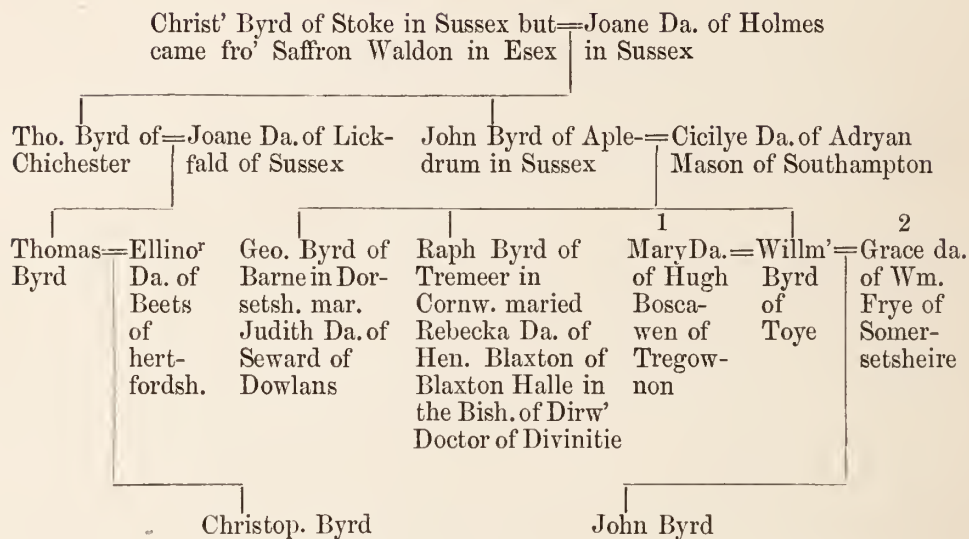 Christ' Byrd of Stoke in Sussex but=Joane Da. of Holmes
came fro' Saffron Waldon in Esex in Sussex
Tho. Byrd of=Joane Da. of Lick-
Chichester fald of Sussex
John Byrd of Aple-=Cicilye Da. of Adryan
drum in Sussex Mason of Southampton
Thomas=Ellinoʳ
Byrd Da. of
Beets
of
hert-
fordsh.
Geo. Byrd of
Barne in Dor-
setsh. mar.
Judith Da. of
Seward of
Dowlans
Raph Byrd of
Tremeer in
Cornw. maried
Rebecka Da. of
Hen. Blaxton of
Blaxton Halle in
the Bish. of Dirw'
Doctor of Divinitie
1
Mary Da.=Willm'=Grace da.
2
of Hugh Byrd of Wm.
Bosca- of Frye of
wen of Toye Somer-
Tregow- setsheire
non
Christop. Byrd
John Byrd